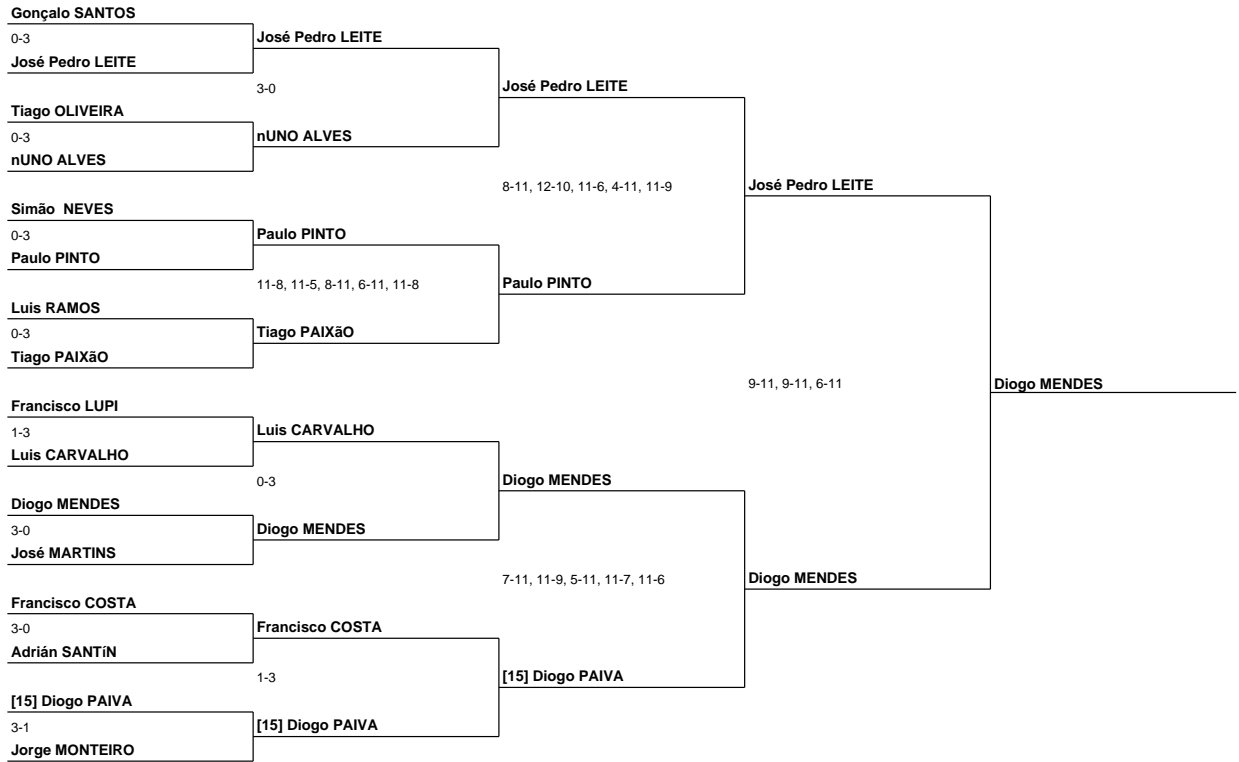 Gonçalo SANTOS
0-3
José Pedro LEITE
José Pedro LEITE
3-0
José Pedro LEITE
Tiago OLIVEIRA
0-3
nUNO ALVES
nUNO ALVES
8-11, 12-10, 11-6, 4-11, 11-9
José Pedro LEITE
Simão  NEVES
0-3
Paulo PINTO
Paulo PINTO
11-8, 11-5, 8-11, 6-11, 11-8
Paulo PINTO
Luis RAMOS
0-3
Tiago PAIXãO
Tiago PAIXãO
9-11, 9-11, 6-11
Diogo MENDES
Francisco LUPI
1-3
Luis CARVALHO
Luis CARVALHO
0-3
Diogo MENDES
Diogo MENDES
3-0
Diogo MENDES
José MARTINS
7-11, 11-9, 5-11, 11-7, 11-6
Diogo MENDES
Francisco COSTA
3-0
Francisco COSTA
Adrián SANTíN
1-3
[15] Diogo PAIVA
[15] Diogo PAIVA
3-1
[15] Diogo PAIVA
Jorge MONTEIRO